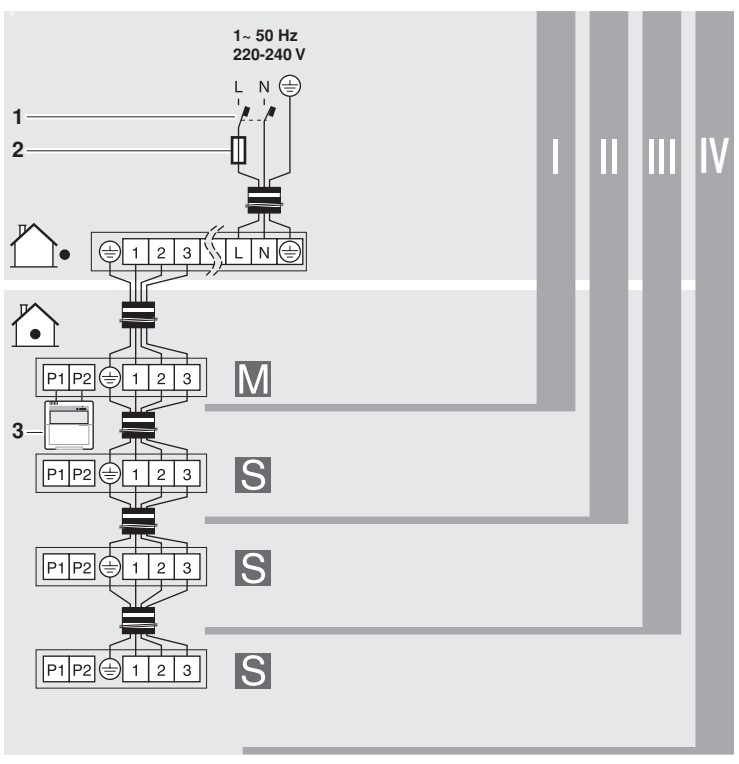 1~ 50 Hz
220-240 V
L N
1
2
I II III IV
1 2 3 L N
P1 P2 1 2 3 M
3
P1 P2 1 2 3 S
P1 P2 1 2 3 S
P1 P2 1 2 3 S